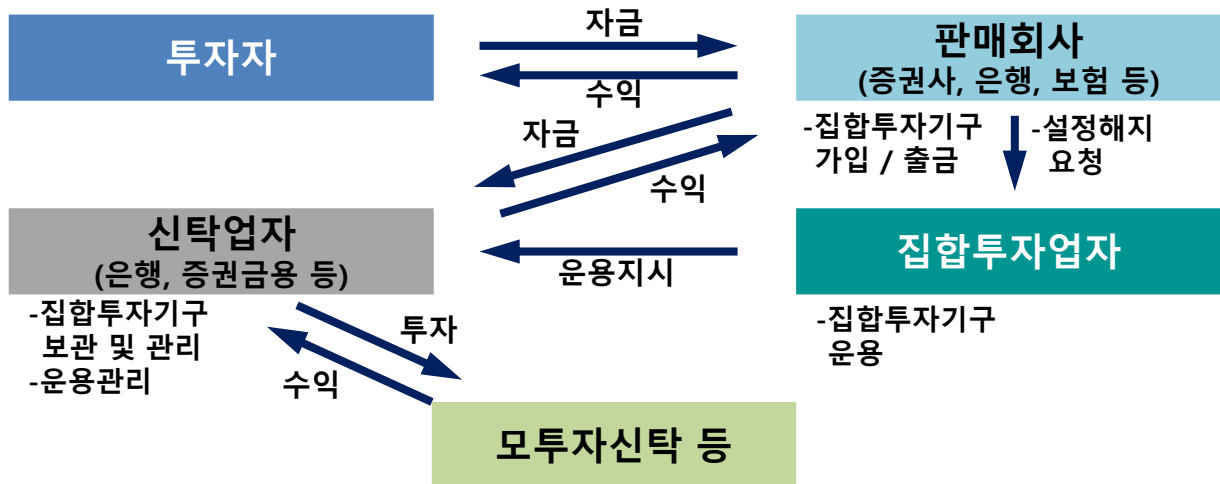 투자자
자금
수익
판매회사
(증권사, 은행, 보험 등)
자금
수익
-집합투자기구
가입 / 출금
-설정해지
요청
신탁업자
(은행, 증권금용 등)
운용지시
집합투자업자
-집합투자기구
보관 및 관리
-운용관리
투자
수익
-집합투자기구
운용
모투자신탁 등